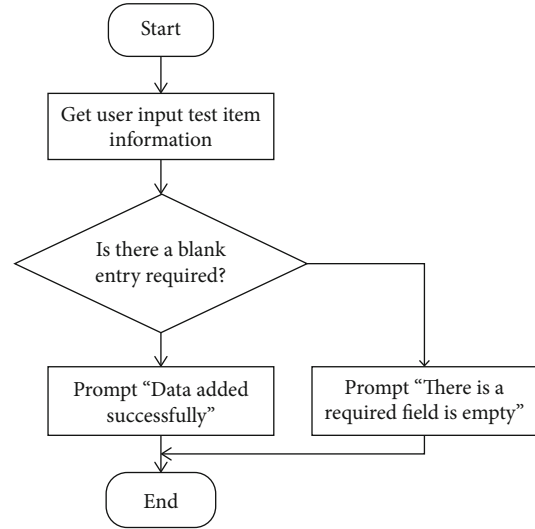 Start
Get user input test item
information
Is there a blank
entry required?
Prompt “Data added
successfully”
Prompt “There is a
required field is empty”
End